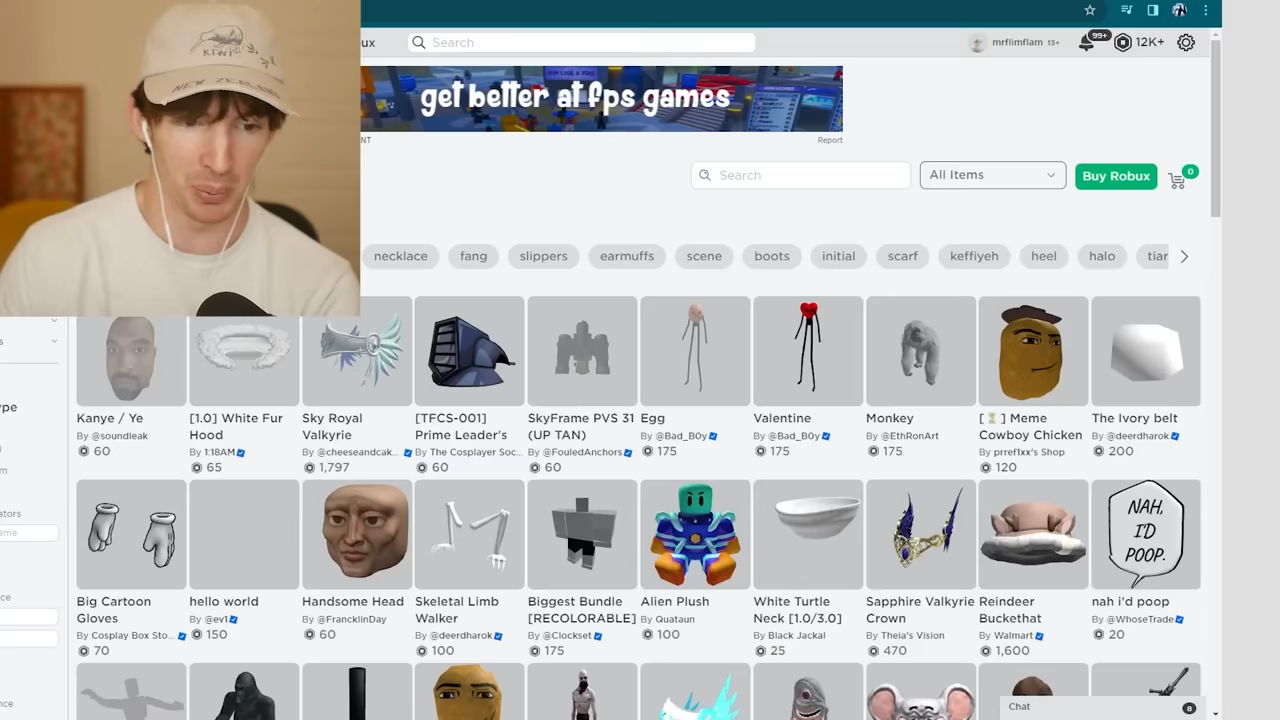 KIWI
NEW ZEALAND
ux
Search
mrflimflam 13+
99+
12K+
get better at fps games
NT
Report
Search
All Items
Buy Robux
0
necklace
fang
slippers
earmuffs
scene
boots
initial
scarf
keffiyeh
heel
halo
tiar
s
ype
m
ators
ame
ce
nce
Kanye / Ye
By @soundleak
60
[1.0] White Fur
Hood
By 1:18AM
65
Sky Royal
Valkyrie
By @cheeseandcak...
1,797
[TFCS-001]
Prime Leader's
By The Cosplayer Soc...
60
SkyFrame PVS 31
(UP TAN)
By @FouledAnchors
60
Egg
By @Bad_B0y
175
Valentine
By @Bad_B0y
175
Monkey
By @EthRonArt
175
[⏳] Meme
Cowboy Chicken
By prref1xx's Shop
120
The Ivory belt
By @deerdharok
200
Big Cartoon
Gloves
By Cosplay Box Sto...
70
hello world
By @ev1
150
Handsome Head
By @FrancklinDay
60
Skeletal Limb
Walker
By @deerdharok
100
Biggest Bundle
[RECOLORABLE]
By @Clockset
175
Alien Plush
By Quataun
100
White Turtle
Neck [1.0/3.0]
By Black Jackal
25
Sapphire Valkyrie
Crown
By Theia's Vision
470
Reindeer
Buckethat
By Walmart
1,600
NAH,
I'D
POOP.
nah i'd poop
By @WhoseTrade
20
Chat
8